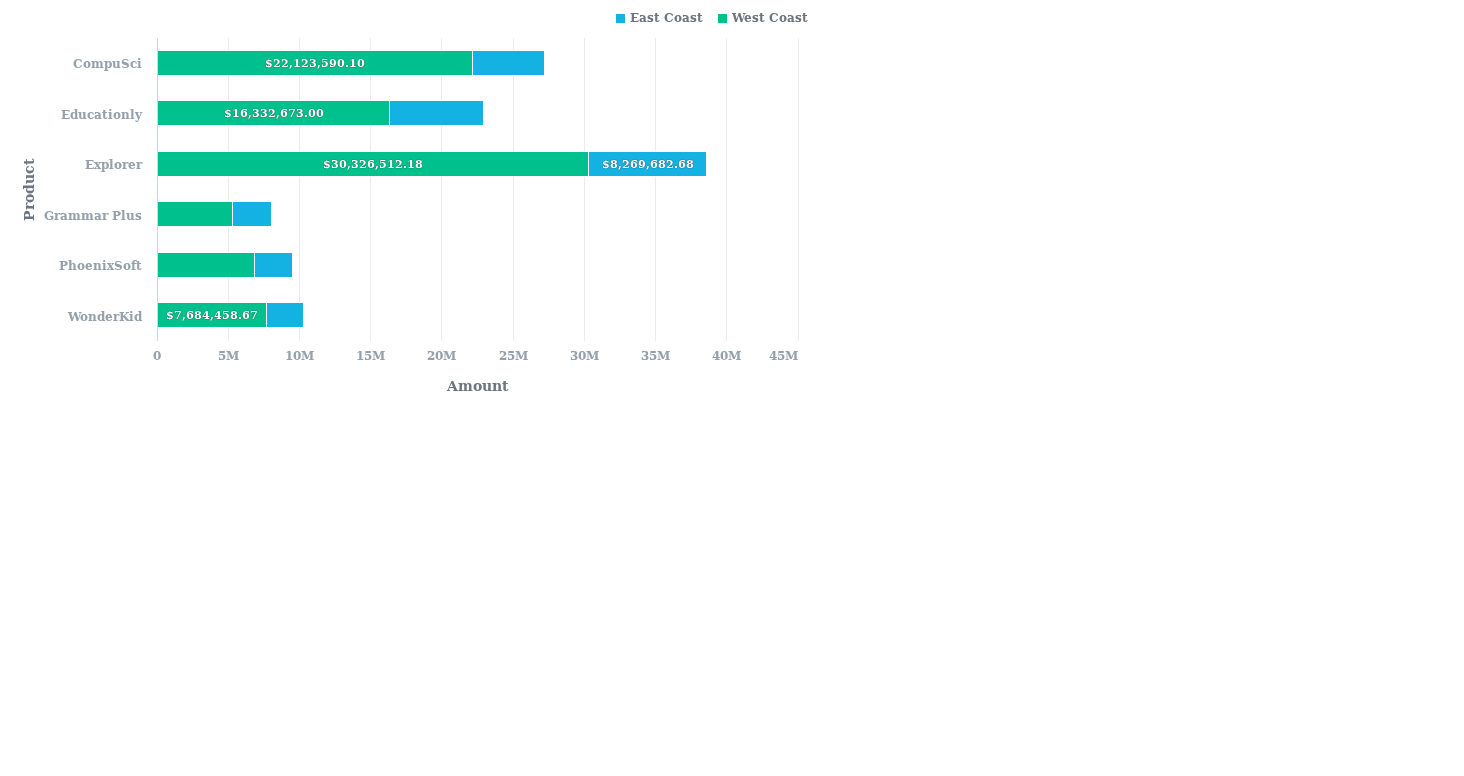 East Coast West Coast
Product
CompuSci $22,123,590.10
Educationly $16,332,673.00
Explorer $30,326,512.18 $8,269,682.68
Grammar Plus
PhoenixSoft
WonderKid $7,684,458.67
0 5M 10M 15M 20M 25M 30M 35M 40M 45M
Amount